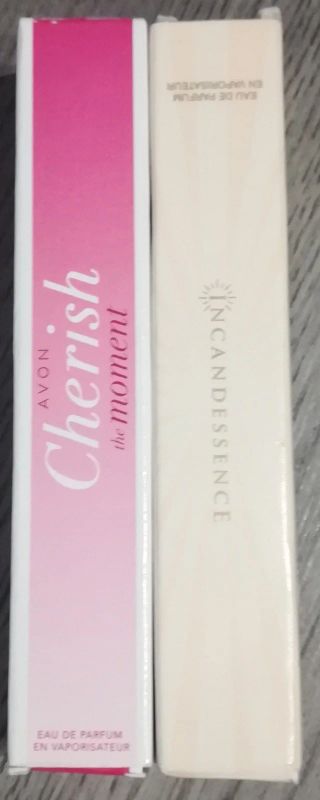 AVON
Cherish
the moment
EAU DE PARFUM
EN VAPORISATEUR
EAU DE PARFUM
EN VAPORISATEUR
INCANDESSENCE